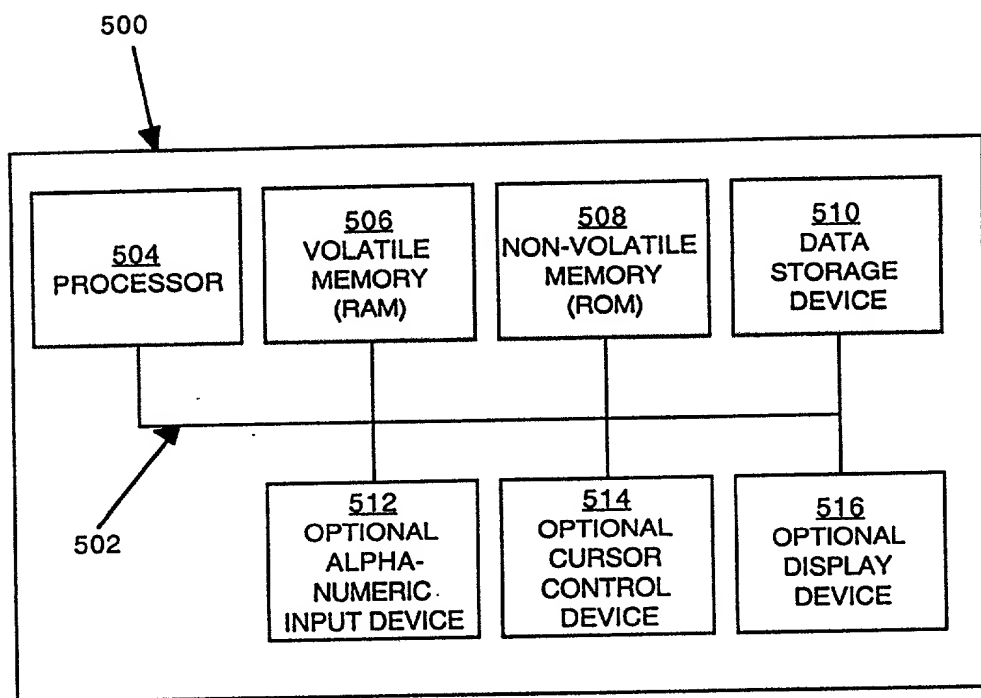 500
504
PROCESSOR
506
VOLATILE
MEMORY
(RAM)
508
NON-VOLATILE
MEMORY
(ROM)
510
DATA
STORAGE
DEVICE
502
512
OPTIONAL
ALPHA-
NUMERIC
INPUT DEVICE
514
OPTIONAL
CURSOR
CONTROL
DEVICE
516
OPTIONAL
DISPLAY
DEVICE